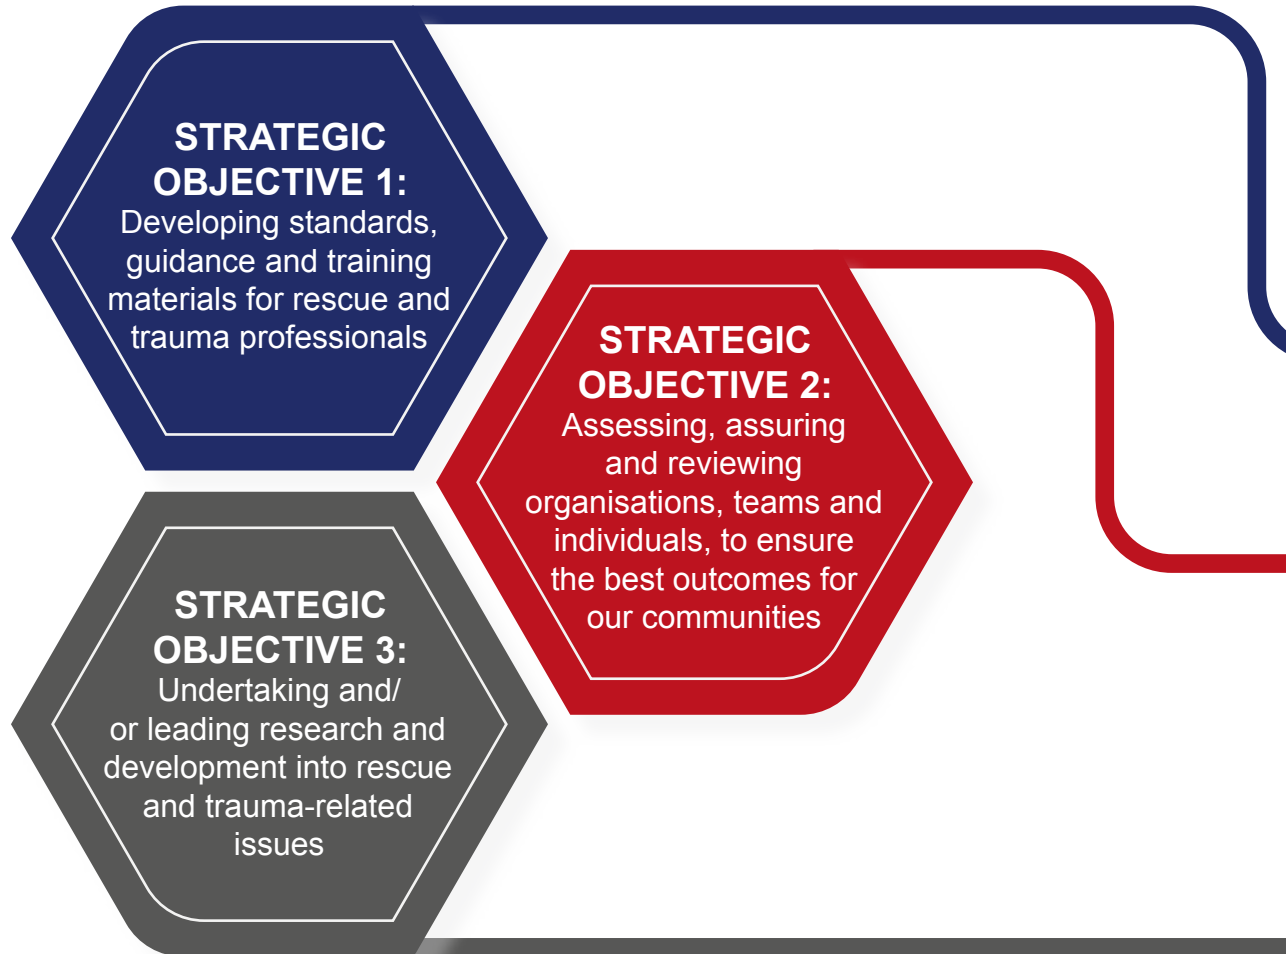 STRATEGIC
OBJECTIVE 1:
Developing standards,
guidance and training
materials for rescue and
trauma professionals
STRATEGIC
OBJECTIVE 2:
Assessing, assuring
and reviewing
organisations, teams and
individuals, to ensure
the best outcomes for
our communities
STRATEGIC
OBJECTIVE 3:
Undertaking and/
or leading research and
development into rescue
and trauma-related
issues